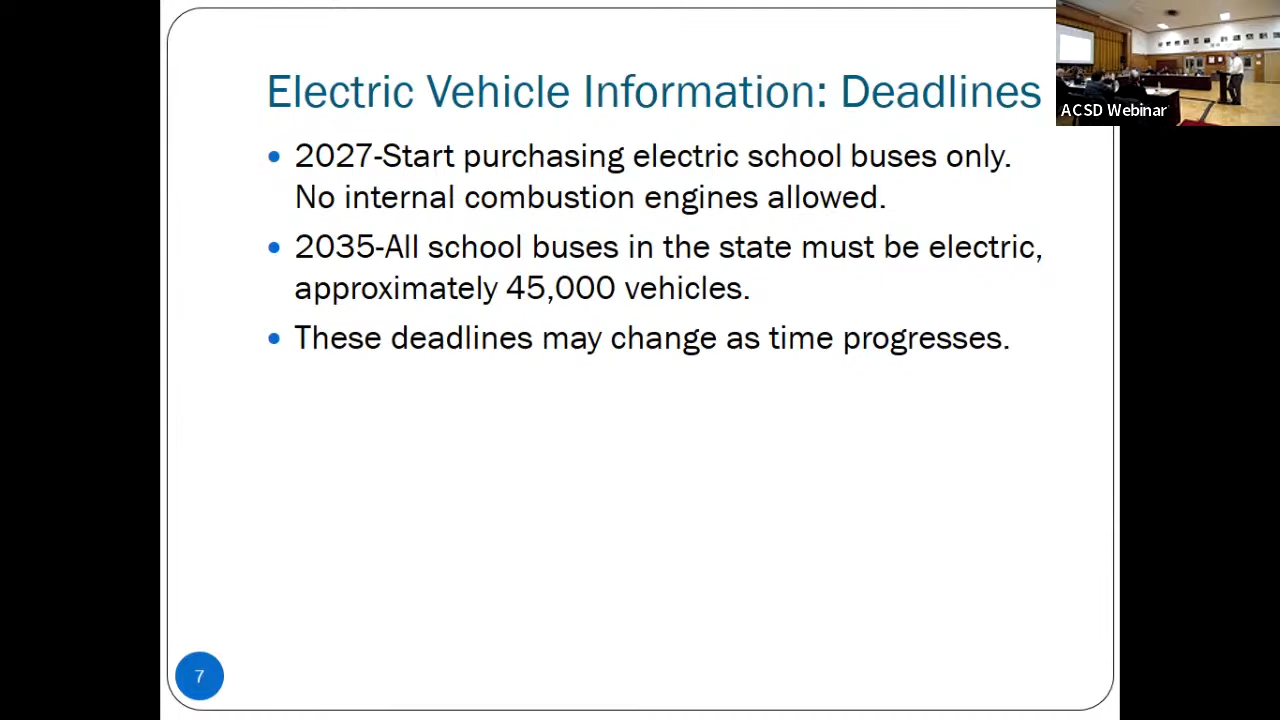 Electric Vehicle Information: Deadlines
ACSD Webinar
• 2027-Start purchasing electric school buses only.
No internal combustion engines allowed.
• 2035-All school buses in the state must be electric,
approximately 45,000 vehicles.
• These deadlines may change as time progresses.
7